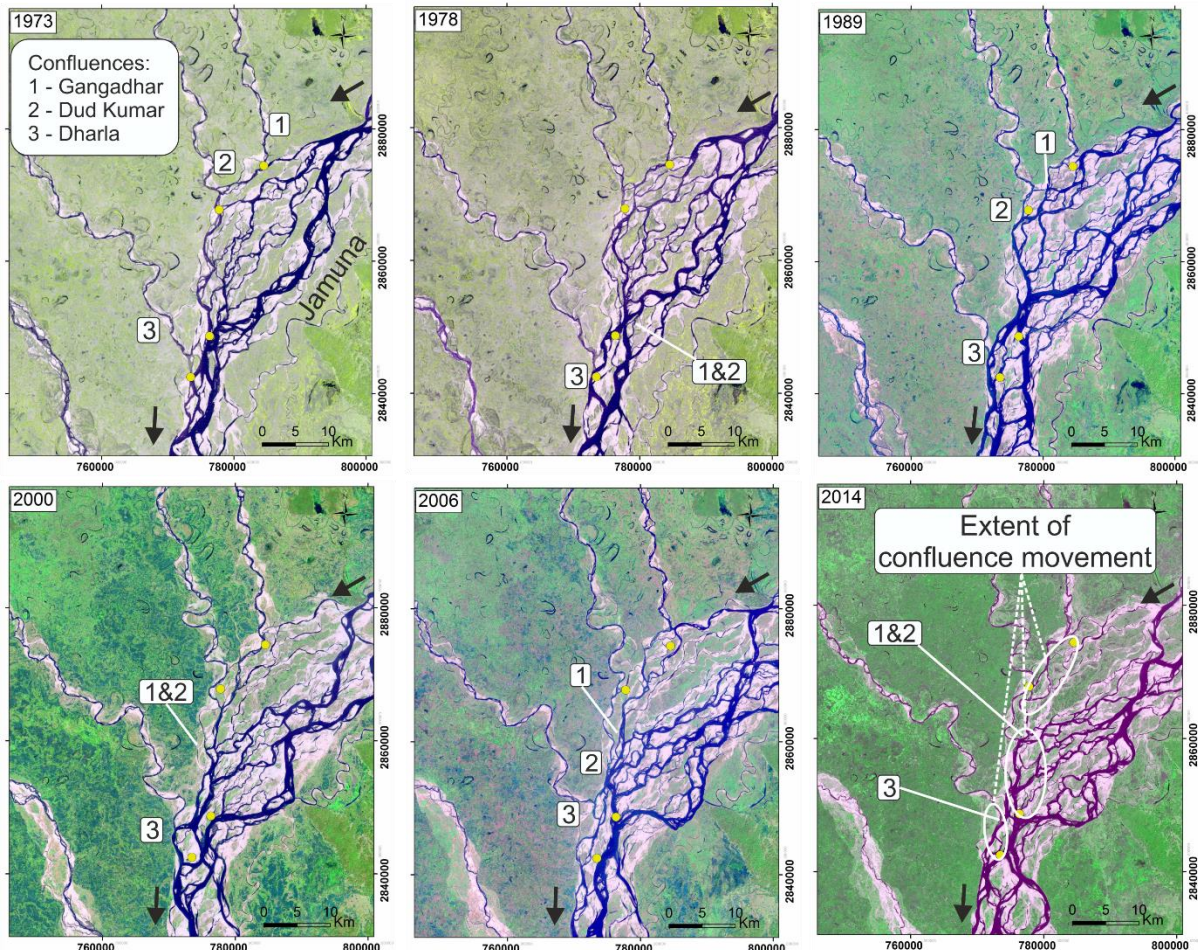 1973
Confluences:
1 - Gangadhar
2 - Dud Kumar
3 - Dharla
1
2
3
Jamuna
0 5 10
Km
2880000
2860000
2840000
760000 780000 800000
1978
3
1&2
0 5 10
Km
2880000
2860000
2840000
760000 780000 800000
1989
1
2
3
0 5 10
Km
2880000
2860000
2840000
760000 780000 800000
2000
1&2
3
0 5 10
Km
2880000
2860000
2840000
760000 780000 800000
2006
1
2
3
0 5 10
Km
2880000
2860000
2840000
760000 780000 800000
2014
Extent of
confluence movement
1&2
3
0 5 10
Km
2880000
2860000
2840000
760000 780000 800000